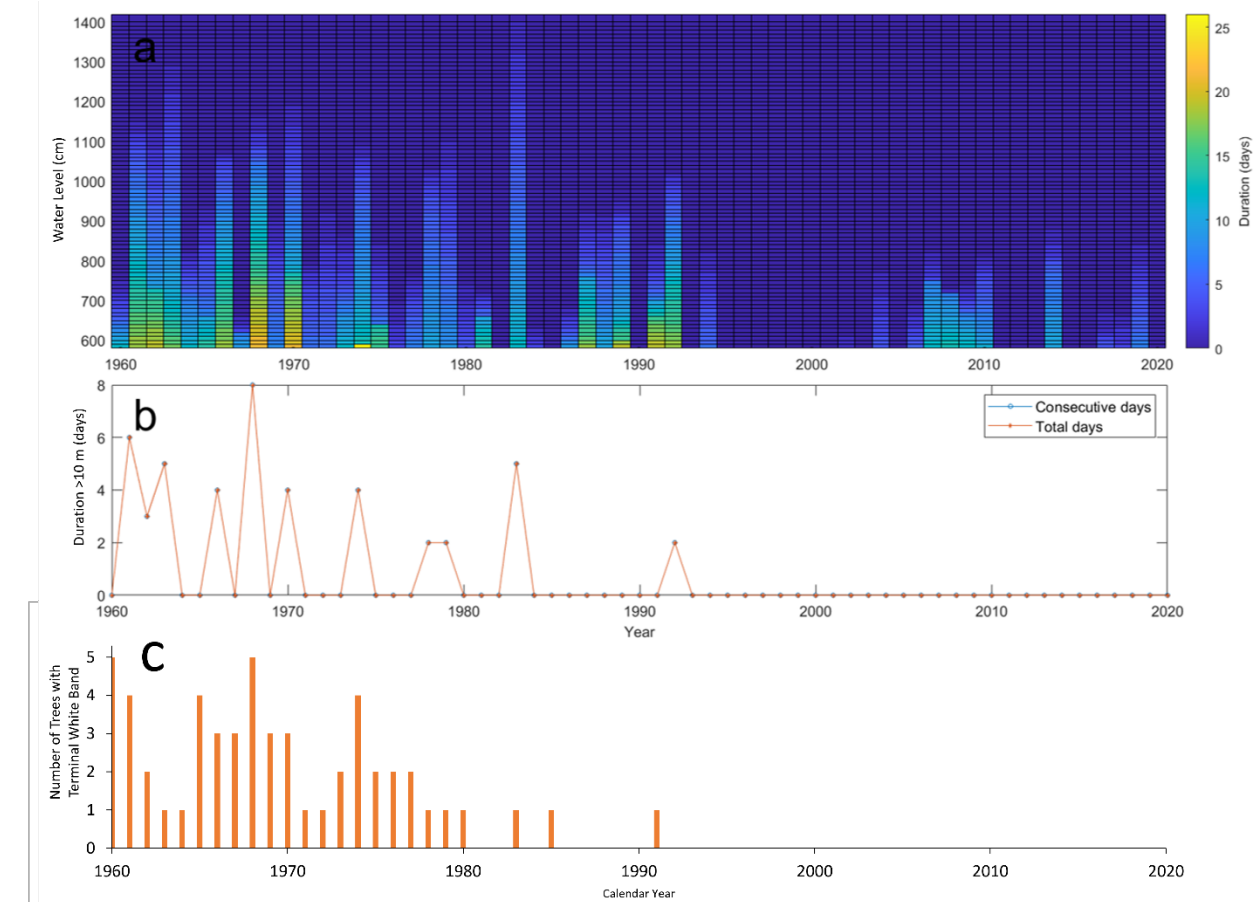 a
Water Level (cm)
1400
1300
1200
1100
1000
900
800
700
600
1960 1970 1980 1990 2000 2010 2020
25
20
15
10
5
0
Duration (days)
b
Duration >10 m (days)
8
6
4
2
0
Consecutive days
Total days
1960 1970 1980 1990 2000 2010 2020
Year
c
Number of Trees with
Terminal White Band
5
4
3
2
1
0
1960 1970 1980 1990 2000 2010 2020
Calendar Year